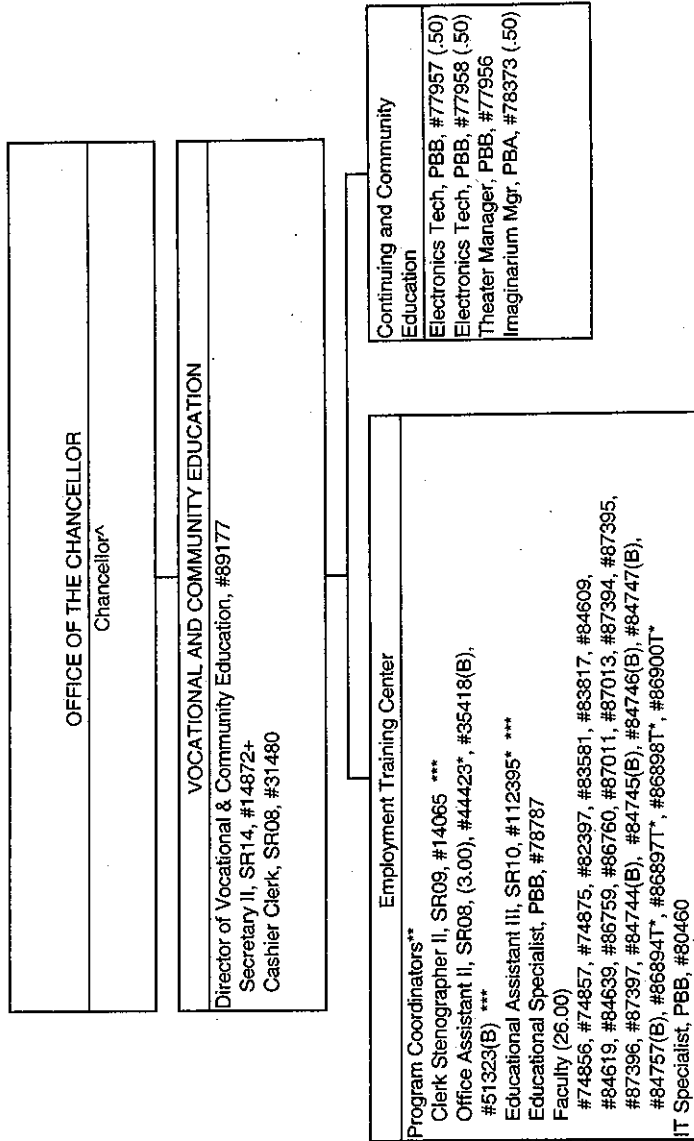 OFFICE OF THE CHANCELLOR
Chancellor^
VOCATIONAL AND COMMUNITY EDUCATION
Director of Vocational & Community Education, #89177
Secretary II, SR14, #14872+
Cashier Clerk, SR08, #31480
Employment Training Center
Program Coordinators**
Clerk Stenographer II, SR09, #14065 ***
Office Assistant II, SR08, (3.00), #44423*, #35418(B),
#51323(B) ***
Educational Assistant III, SR10, #112395* ***
Educational Specialist, PBB, #78787
Faculty (26.00)
#74856, #74857, #74875, #82397, #83581, #83817, #84609,
#84619, #84639, #86759, #86760, #87011, #87013, #87394, #87395,
#87396, #87397, #84744(B), #84745(B), #84746(B), #84747(B),
#84757(B), #86894T*, #86897T*, #86898T*, #86900T*
IT Specialist, PBB, #80460
Continuing and Community
Education
Electronics Tech, PBB, #77957 (.50)
Electronics Tech, PBB, #77958 (.50)
Theater Manager, PBB, #77956
Imaginarium Mgr, PBA, #78373 (.50)